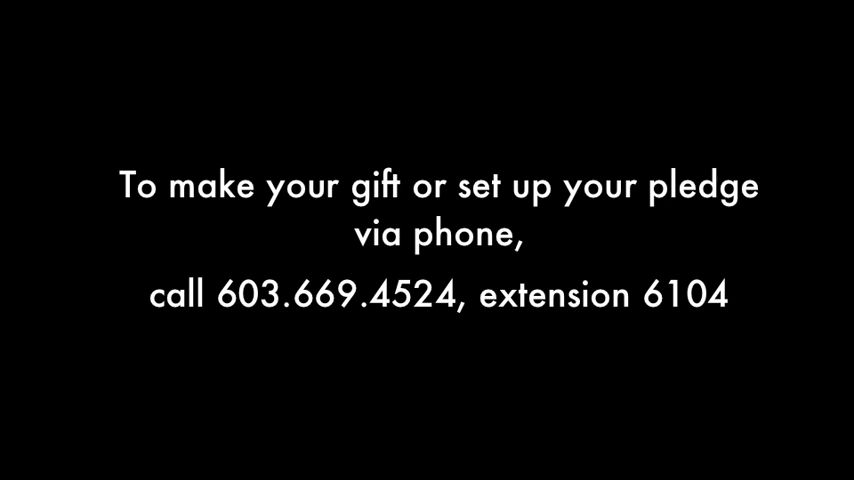 To make your gift or set up your pledge
via phone,
call 603.669.4524, extension 6104